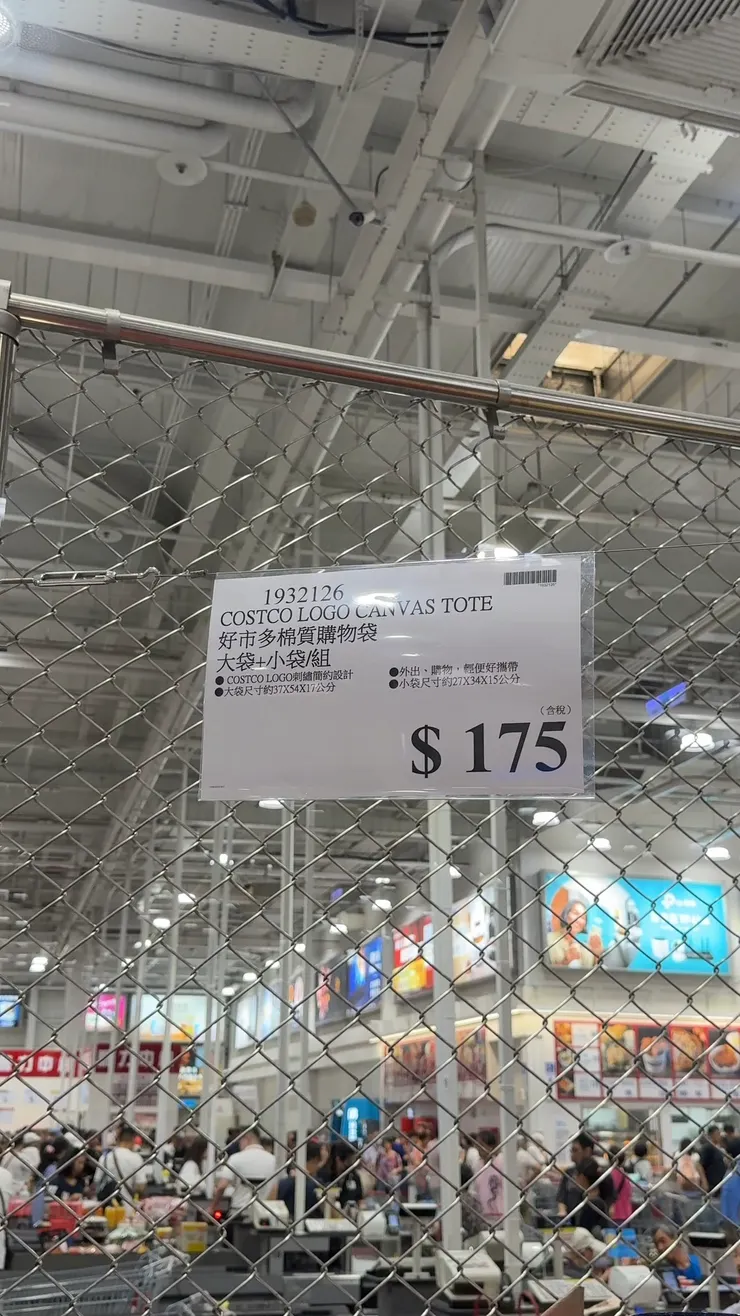 1932126
COSTCO LOGO CANVAS TOTE
好市多棉質購物袋
大袋+小袋/組
●COSTCO LOGO刺繡簡約設計
●大袋尺寸約37X54X17公分
●外出、購物，輕便好攜帶
●小袋尺寸約27X34X15公分
(含稅)
$ 175